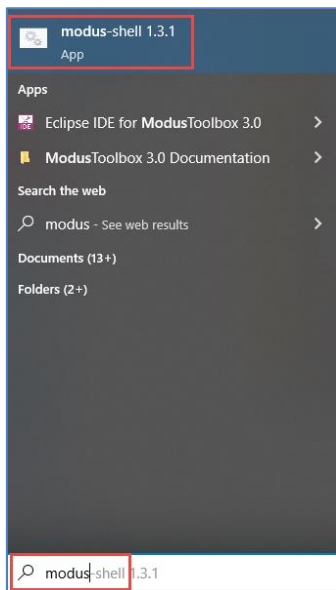 modus-shell 1.3.1
App
Apps
Eclipse IDE for ModusToolbox 3.0
ModusToolbox 3.0 Documentation
Search the web
modus - See web results
Documents (13+)
Folders (2+)
modus-shell 1.3.1